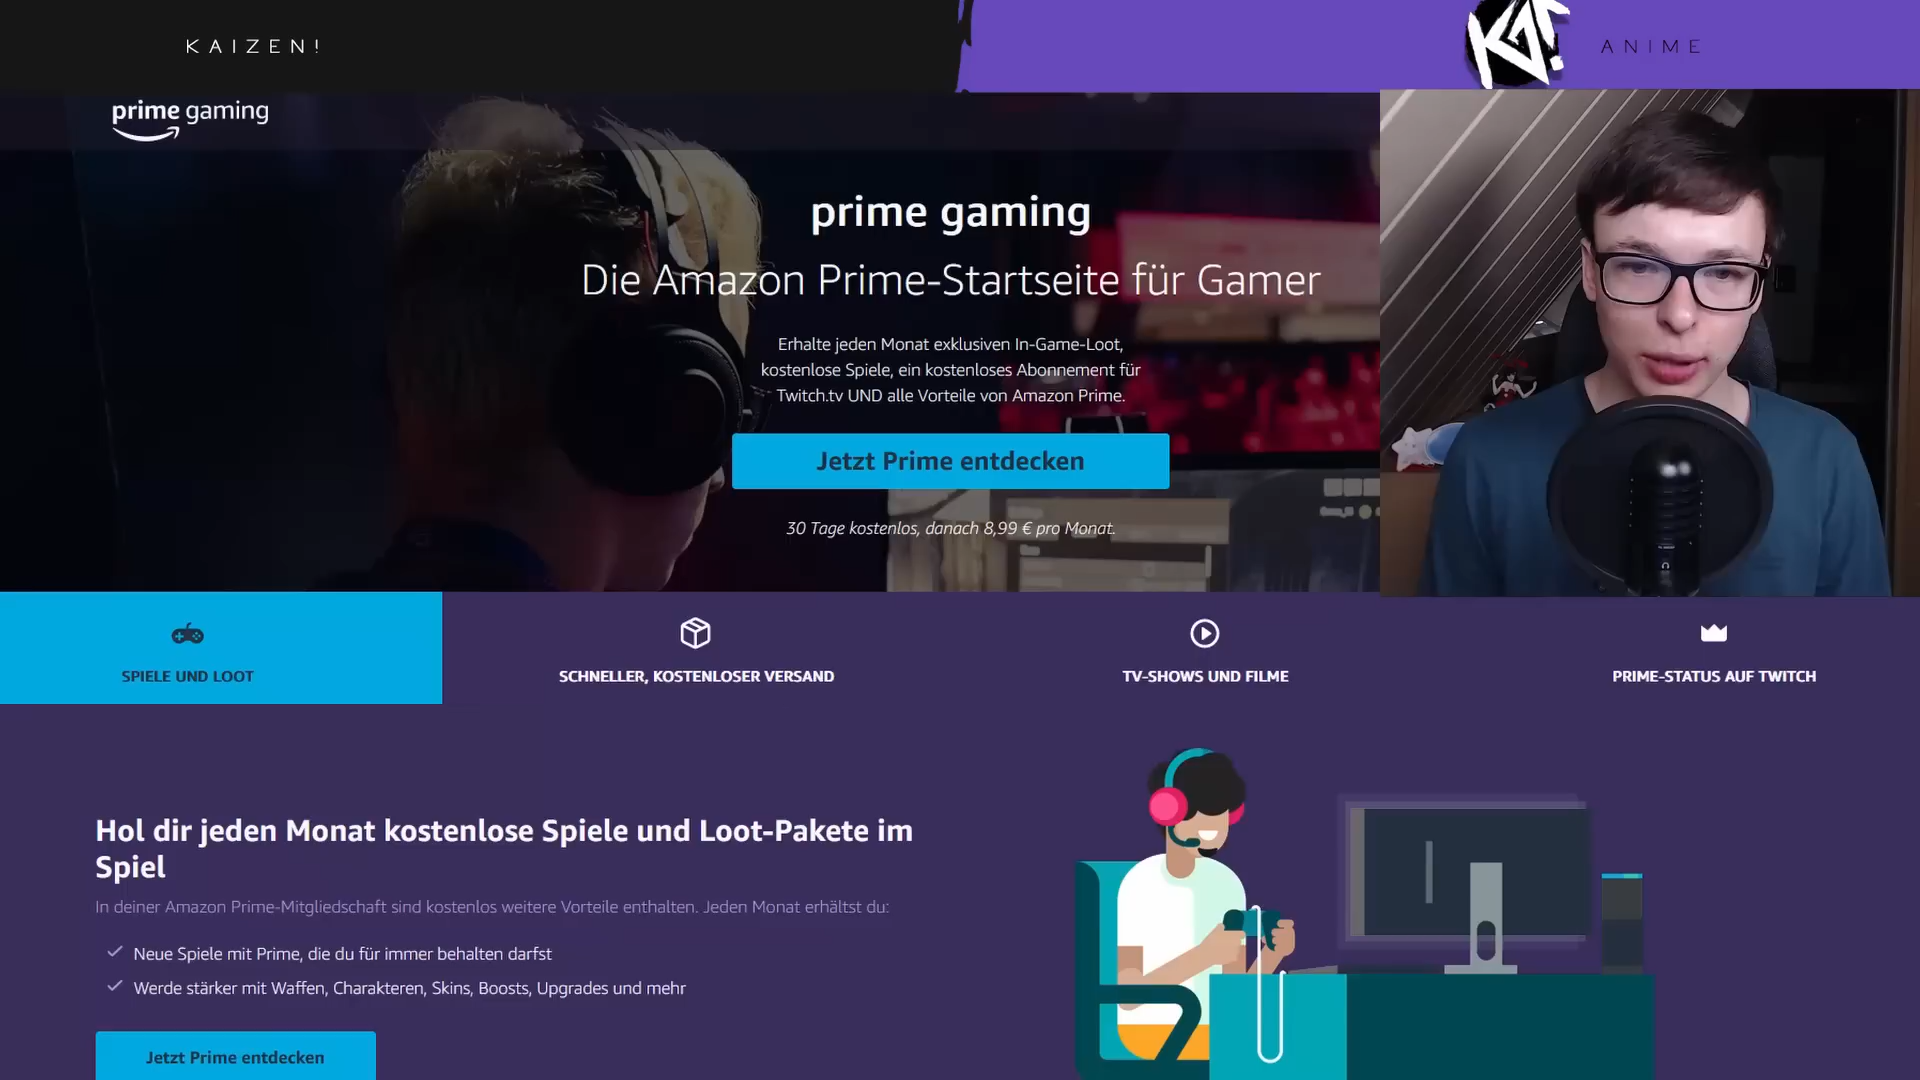 KAIZEN!
KA!
ANIME
prime gaming
prime gaming
Die Amazon Prime-Startseite für Gamer
Erhalte jeden Monat exklusiven In-Game-Loot,
kostenlose Spiele, ein kostenloses Abonnement für
Twitch.tv UND alle Vorteile von Amazon Prime.
Jetzt Prime entdecken
30 Tage kostenlos, danach 8,99 € pro Monat.
SPIELE UND LOOT
SCHNELLER, KOSTENLOSER VERSAND
TV-SHOWS UND FILME
PRIME-STATUS AUF TWITCH
Hol dir jeden Monat kostenlose Spiele und Loot-Pakete im
Spiel
In deiner Amazon Prime-Mitgliedschaft sind kostenlos weitere Vorteile enthalten. Jeden Monat erhältst du:
Neue Spiele mit Prime, die du für immer behalten darfst
Werde stärker mit Waffen, Charakteren, Skins, Boosts, Upgrades und mehr
Jetzt Prime entdecken